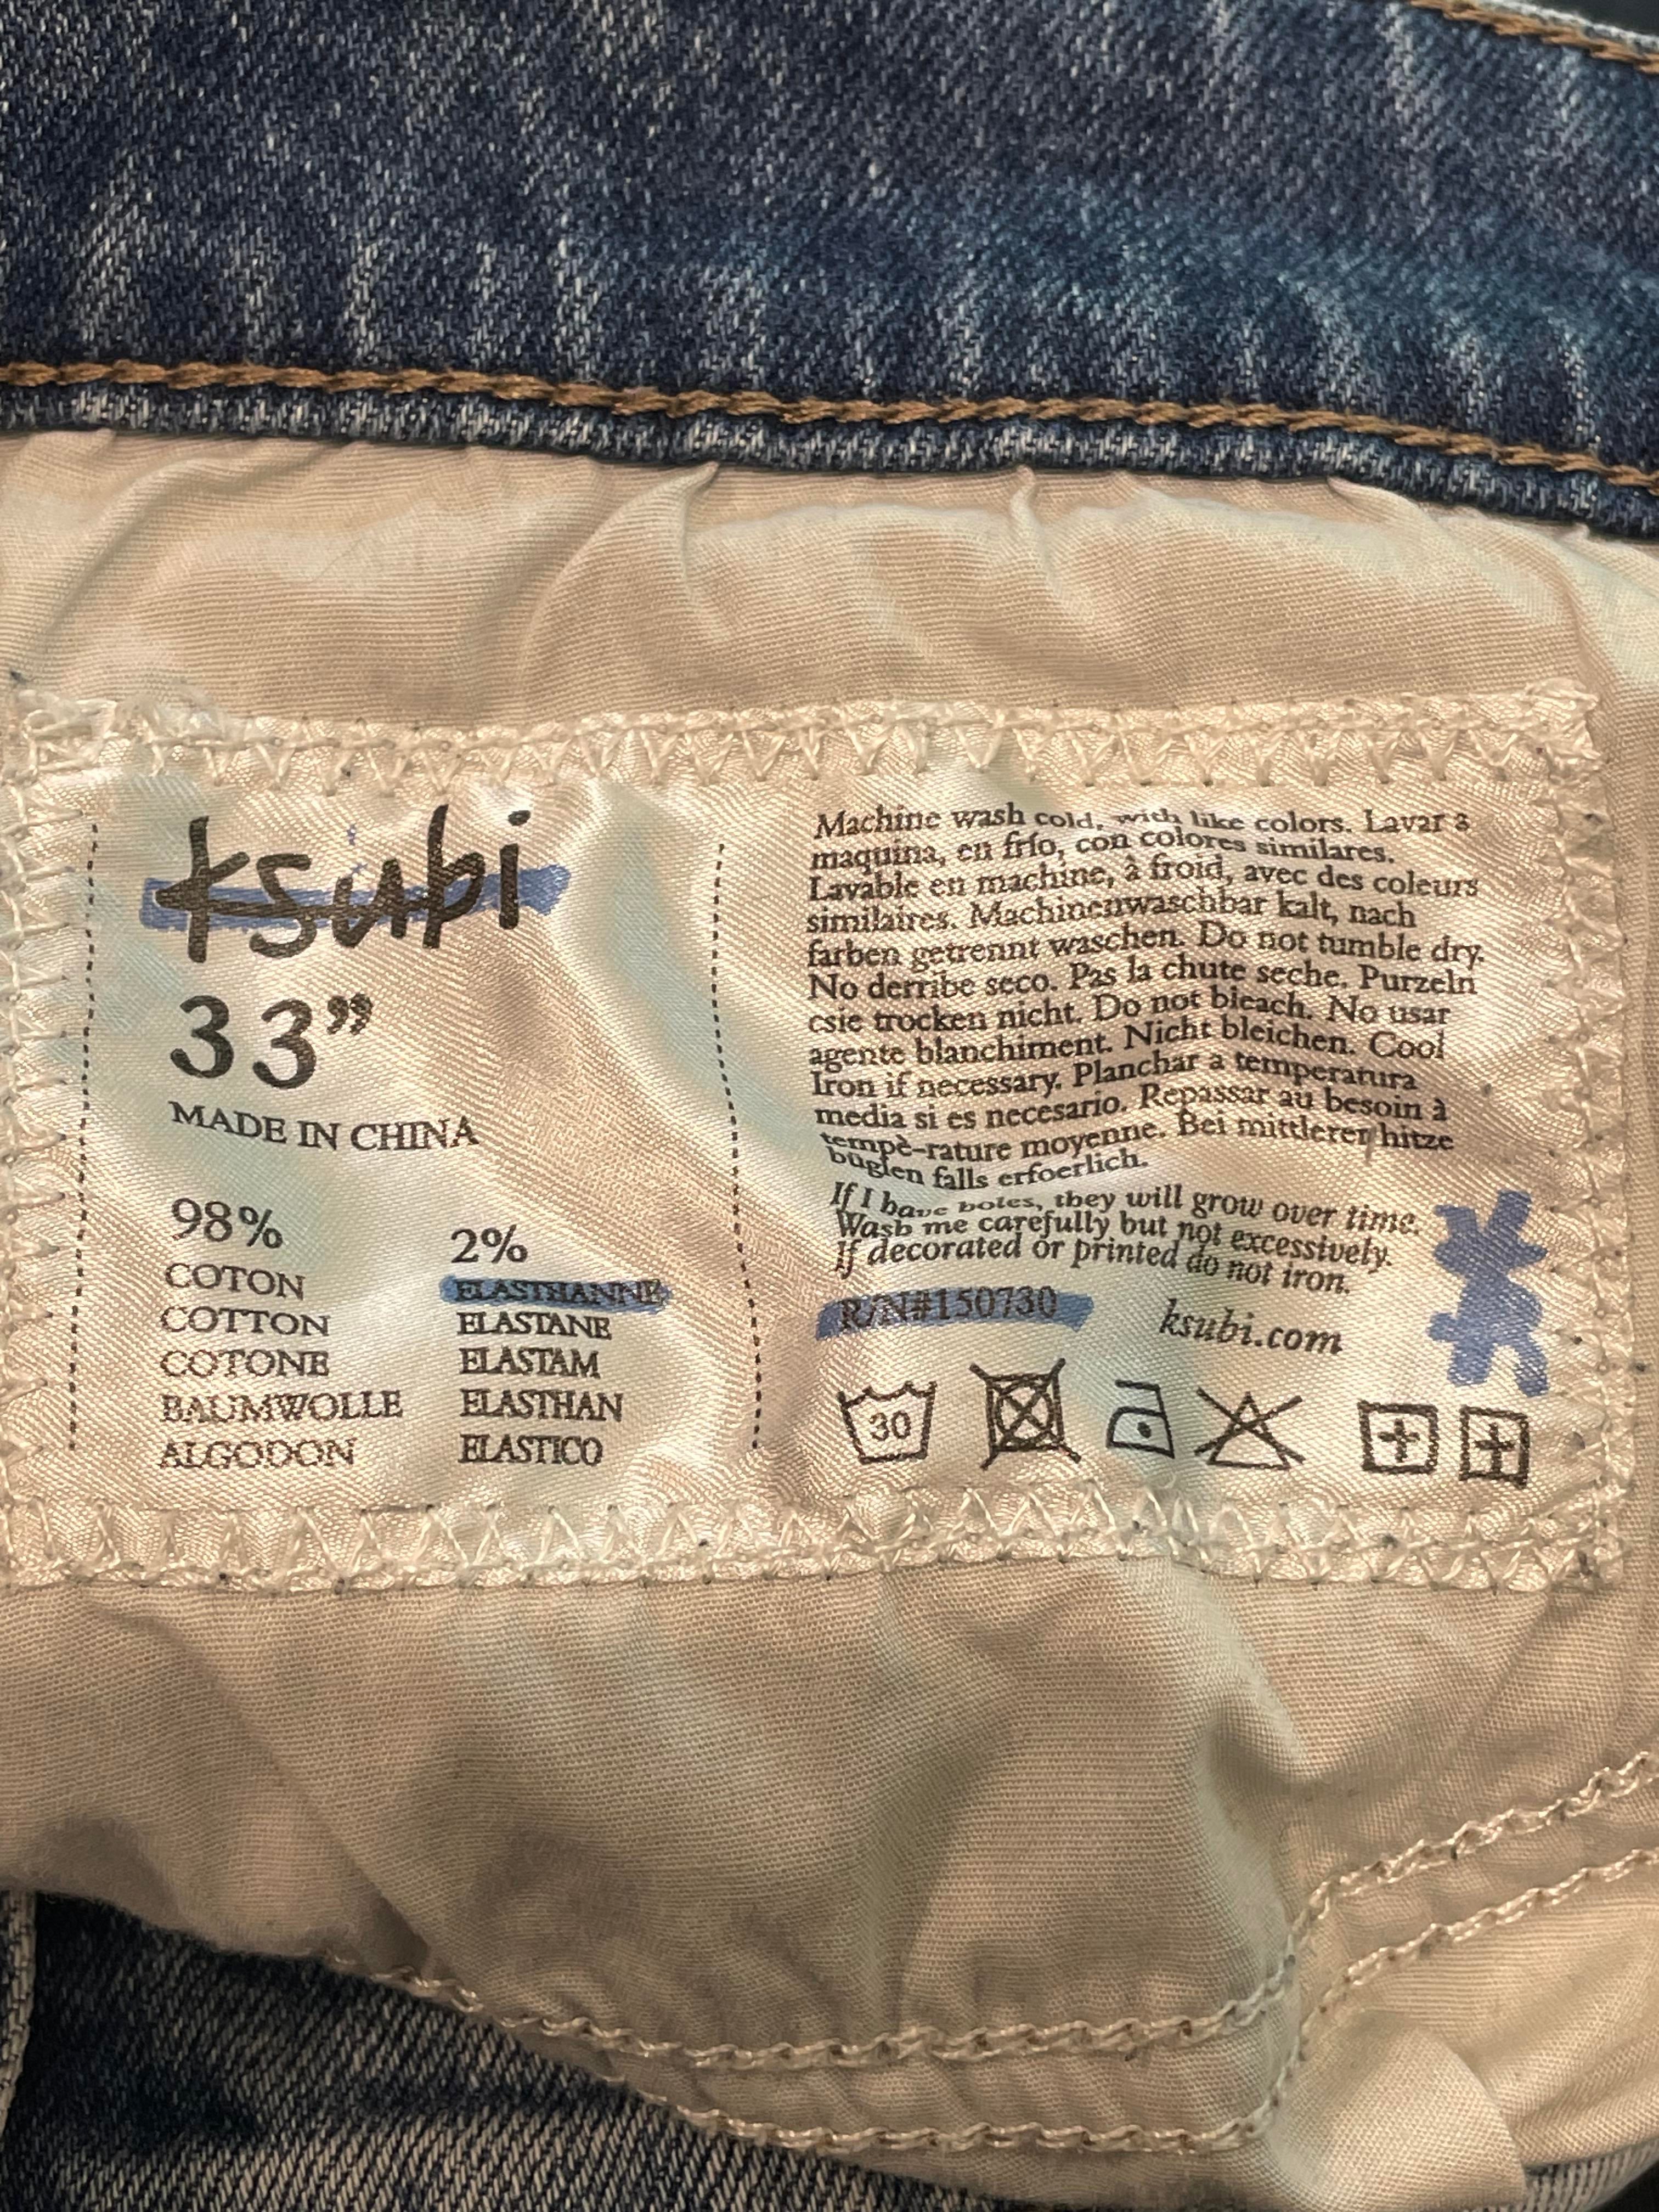 ksubi
33”
MADE IN CHINA
98%
COTON
COTTON
COTONE
BAUMWOLLE
ALGODON
2%
ELASTHANNE
ELASTANE
ELASTAM
ELASTHAN
ELASTICO
Machine wash cold, with like colors. Lavar a
maquina, en frío, con colores similares.
Lavable en machine, à froid, avec des coleurs
similaires. Machinenwaschbar kalt, nach
farben getrennt waschen. Do not tumble dry.
No derribe seco. Pas la chute seche. Purzeln
csie trocken nicht. Do not bleach. No usar
agente blanchiment. Nicht bleichen. Cool
Iron if necessary. Planchar a temperatura
media si es necesario. Repassar au besoin à
tempè-rature moyenne. Bei mittlerer hitze
büglen falls erfoerlich.
If I have holes, they will grow over time.
Wash me carefully but not excessively.
If decorated or printed do not iron.
R/N#150730
ksubi.com
30